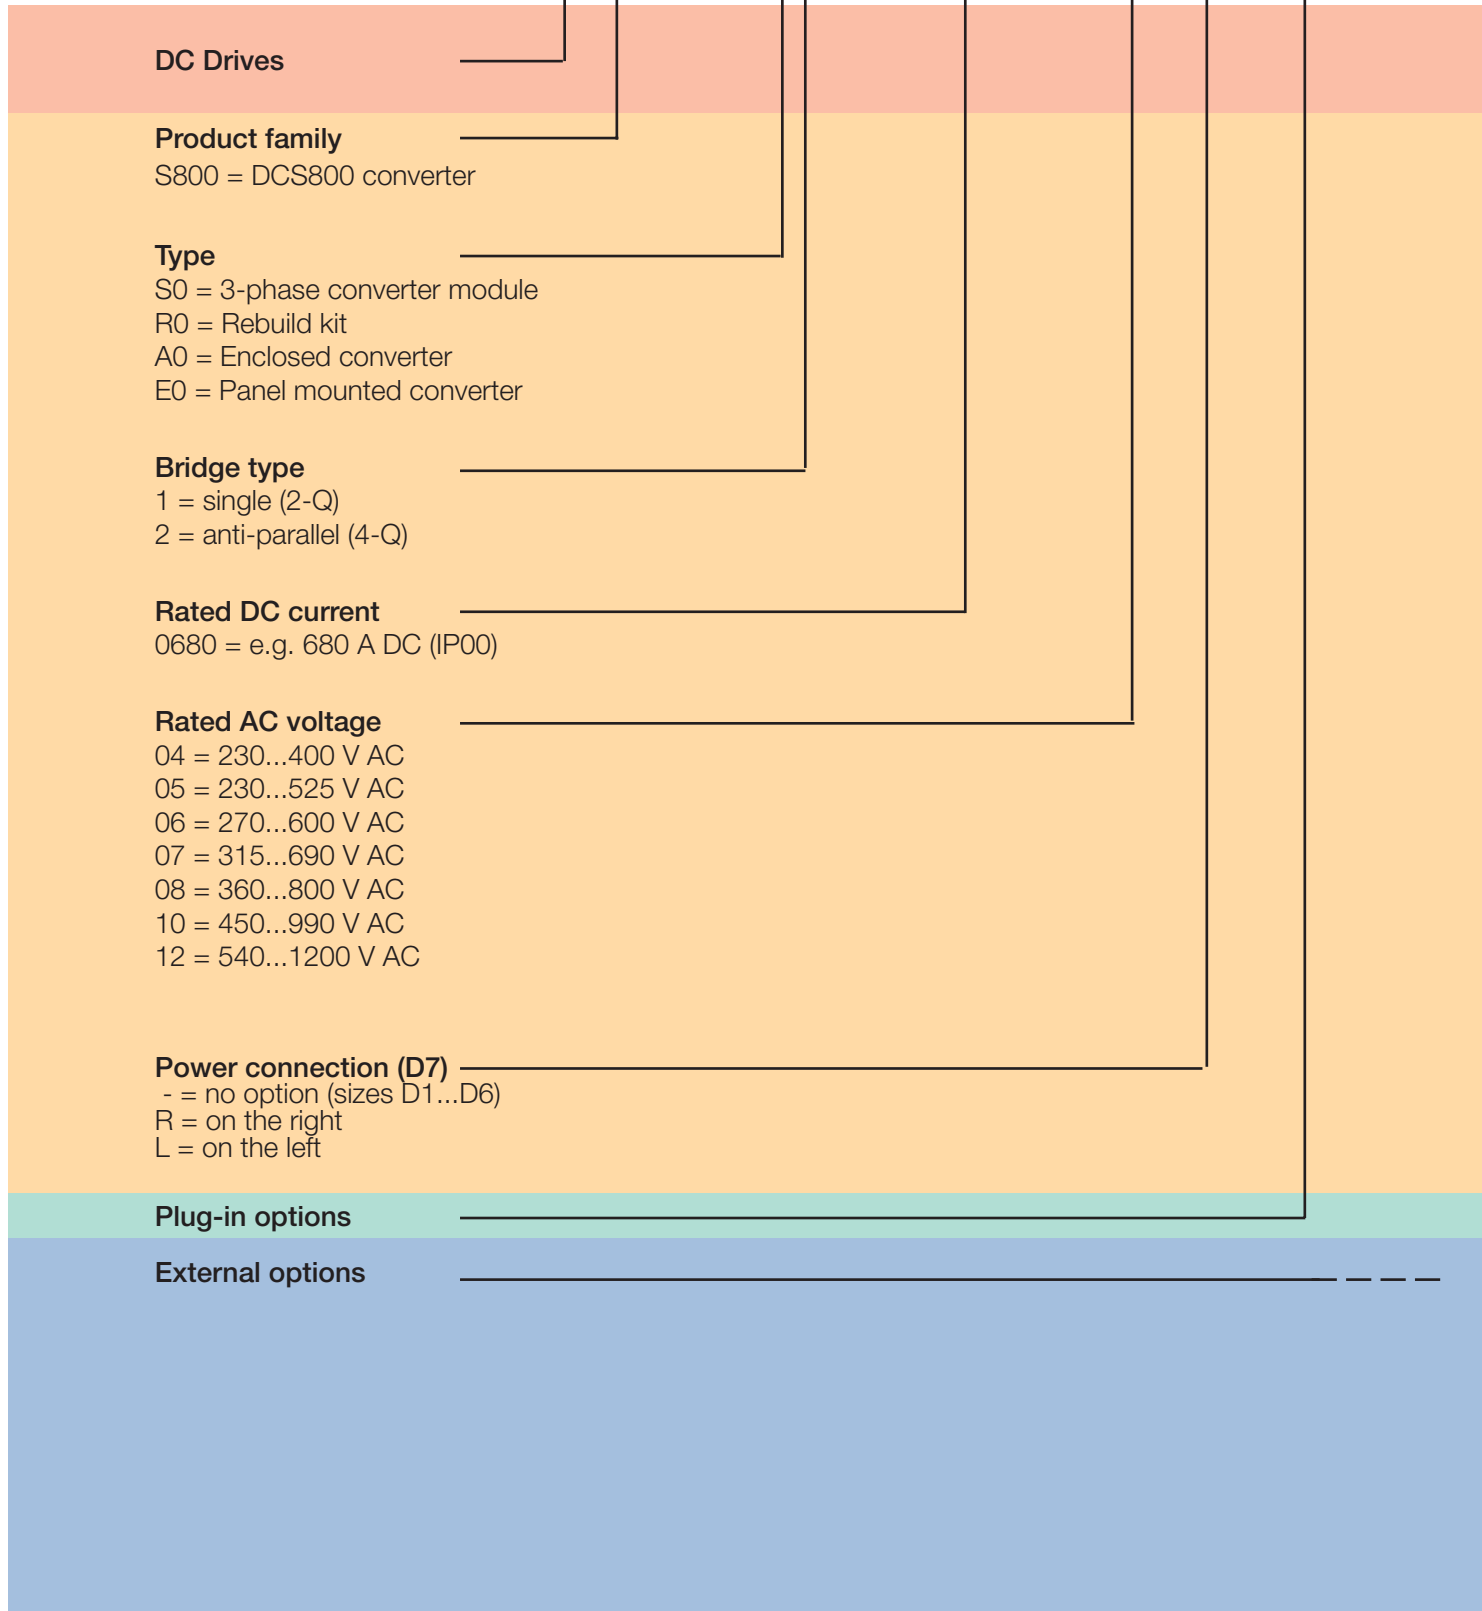 DC Drives
Product family
S800 = DCS800 converter
Type
S0 = 3-phase converter module
R0 = Rebuild kit
A0 = Enclosed converter
E0 = Panel mounted converter
Bridge type
1 = single (2-Q)
2 = anti-parallel (4-Q)
Rated DC current
0680 = e.g. 680 A DC (IP00)
Rated AC voltage
04 = 230...400 V AC
05 = 230...525 V AC
06 = 270...600 V AC
07 = 315...690 V AC
08 = 360...800 V AC
10 = 450...990 V AC
12 = 540...1200 V AC
Power connection (D7)
- = no option (sizes D1...D6)
R = on the right
L = on the left
Plug-in options
External options